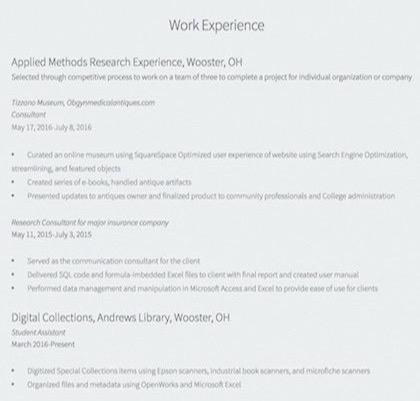 Work Experience
Applied Methods Research Experience, Wooster, OH
Selected through competitive process to work on a team of three to complete a project for individual organization or company
Tizzano Museum, Obgynmedicalantiques.com
Consultant
May 17, 2016-July 8, 2016
• Curated an online museum using SquareSpace Optimized user experience of website using Search Engine Optimization,
streamlining, and featured objects
• Created series of e-books, handled antique artifacts
• Presented updates to antiques owner and finalized product to community professionals and College administration
Research Consultant for major insurance company
May 11, 2015-July 3, 2015
• Served as the communication consultant for the client
• Delivered SQL code and formula-imbedded Excel files to client with final report and created user manual
• Performed data management and manipulation in Microsoft Access and Excel to provide ease of use for clients
Digital Collections, Andrews Library, Wooster, OH
Student Assistant
March 2016-Present
• Digitized Special Collections items using Epson scanners, industrial book scanners, and microfiche scanners
• Organized files and metadata using OpenWorks and Microsoft Excel